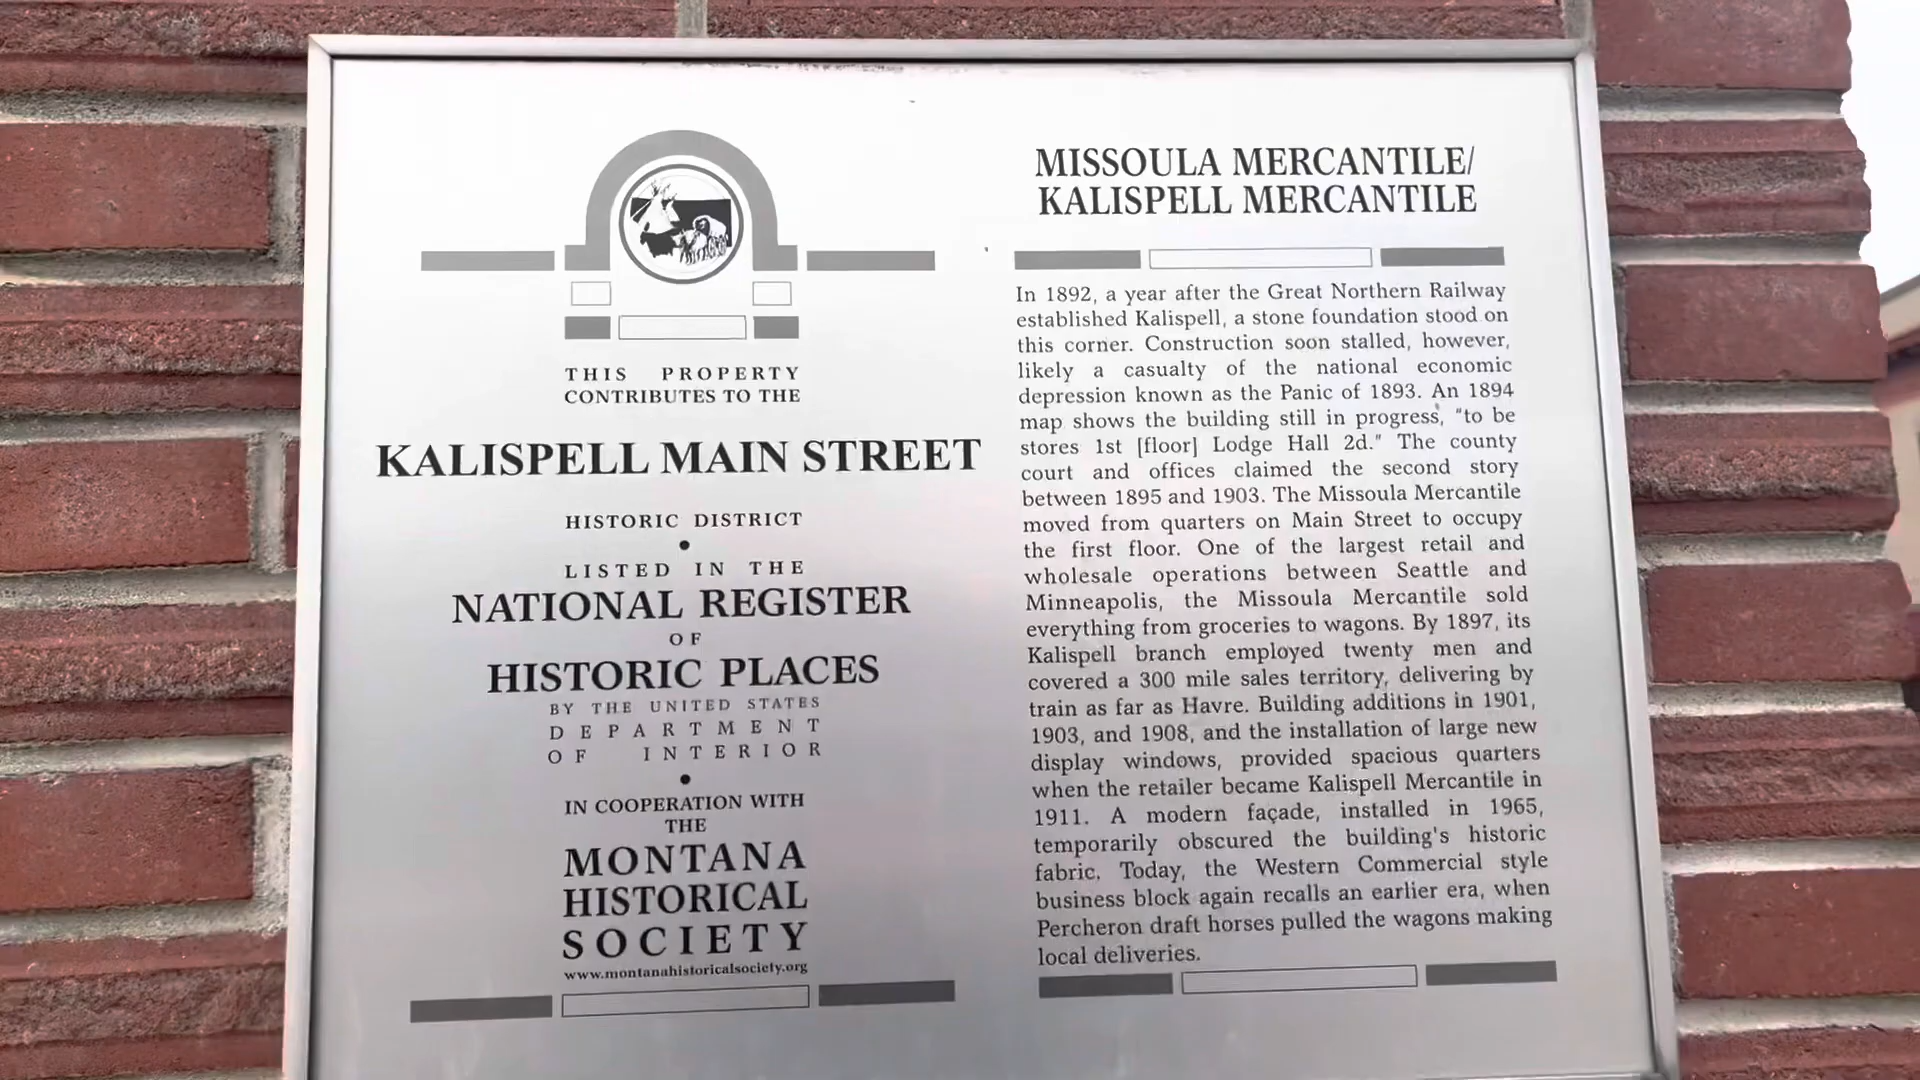 THIS PROPERTY
CONTRIBUTES TO THE
KALISPELL MAIN STREET
HISTORIC DISTRICT
•
LISTED IN THE
NATIONAL REGISTER
OF
HISTORIC PLACES
BY THE UNITED STATES
DEPARTMENT
OF INTERIOR
•
IN COOPERATION WITH
THE
MONTANA
HISTORICAL
SOCIETY
www.montanahistoricalsociety.org
MISSOULA MERCANTILE/
KALISPELL MERCANTILE
In 1892, a year after the Great Northern Railway
established Kalispell, a stone foundation stood on
this corner. Construction soon stalled, however,
likely a casualty of the national economic
depression known as the Panic of 1893. An 1894
map shows the building still in progress, "to be
stores 1st [floor] Lodge Hall 2d." The county
court and offices claimed the second story
between 1895 and 1903. The Missoula Mercantile
moved from quarters on Main Street to occupy
the first floor. One of the largest retail and
wholesale operations between Seattle and
Minneapolis, the Missoula Mercantile sold
everything from groceries to wagons. By 1897, its
Kalispell branch employed twenty men and
covered a 300 mile sales territory, delivering by
train as far as Havre. Building additions in 1901,
1903, and 1908, and the installation of large new
display windows, provided spacious quarters
when the retailer became Kalispell Mercantile in
1911. A modern façade, installed in 1965,
temporarily obscured the building's historic
fabric. Today, the Western Commercial style
business block again recalls an earlier era, when
Percheron draft horses pulled the wagons making
local deliveries.